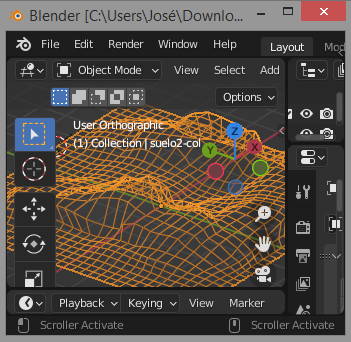 Blender [C:\Users\José\Downlo...
File Edit Render Window Help Layout Mod
Object Mode View Select Add
Options
User Orthographic
(1) Collection | suelo2-col
Z
Y X
Playback Keying View Marker
Scroller Activate Scroller Activate